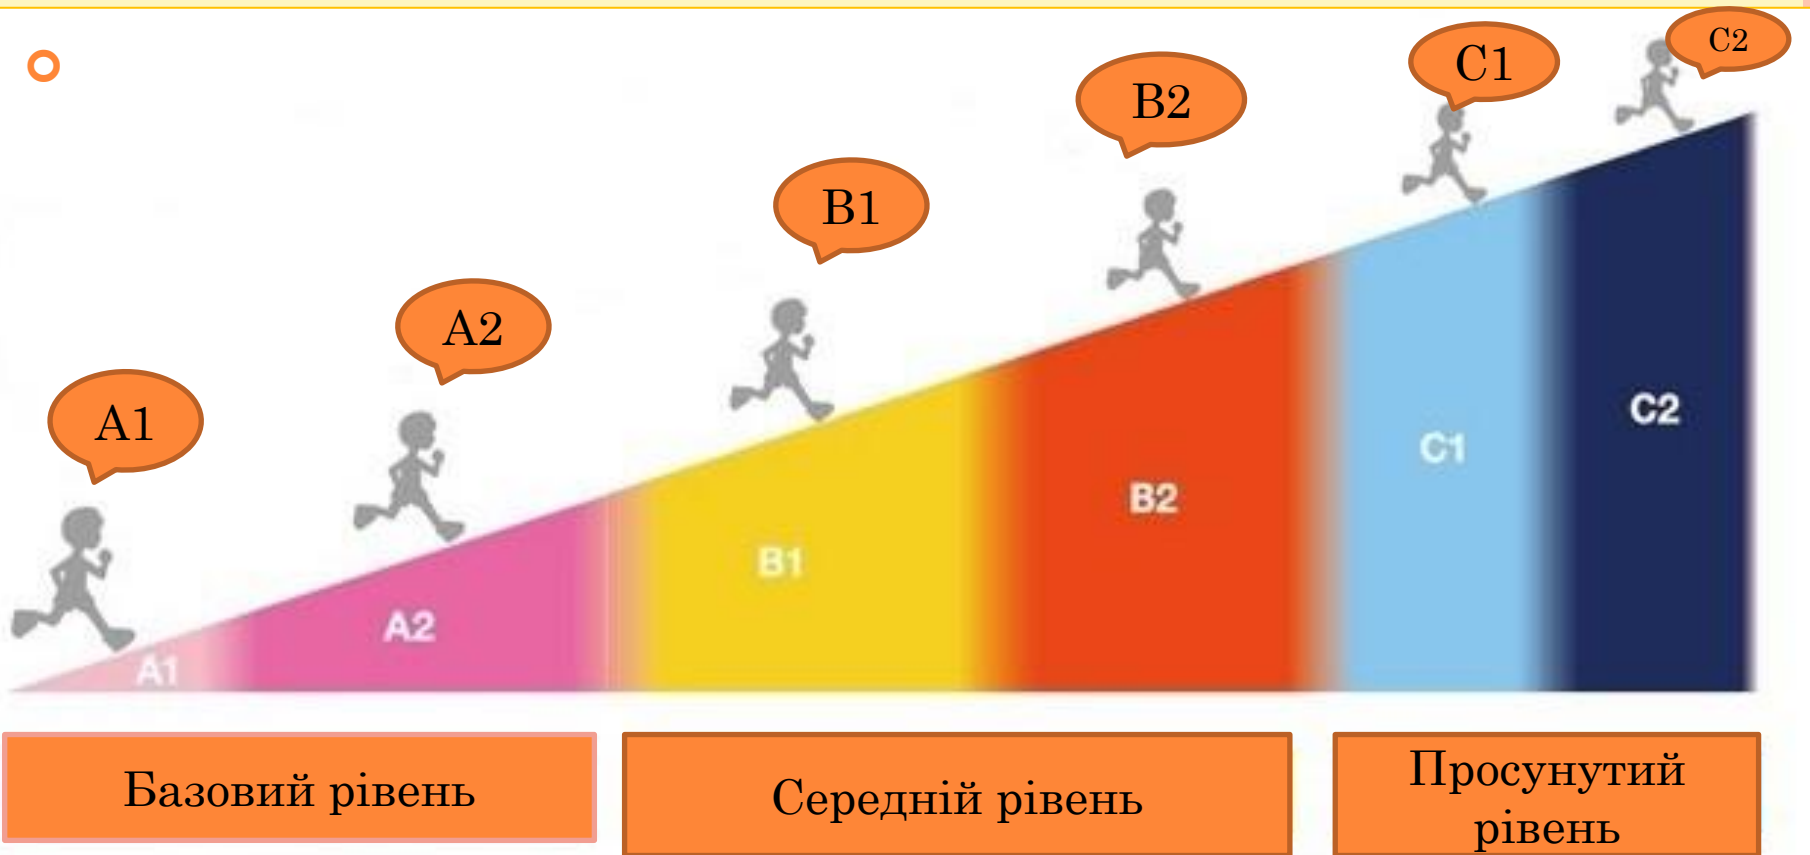 A1
A2
B1
B2
C1
C2
A1
A2
B1
B2
C1
C2
Базовий рівень
Середній рівень
Просунутий
рівень